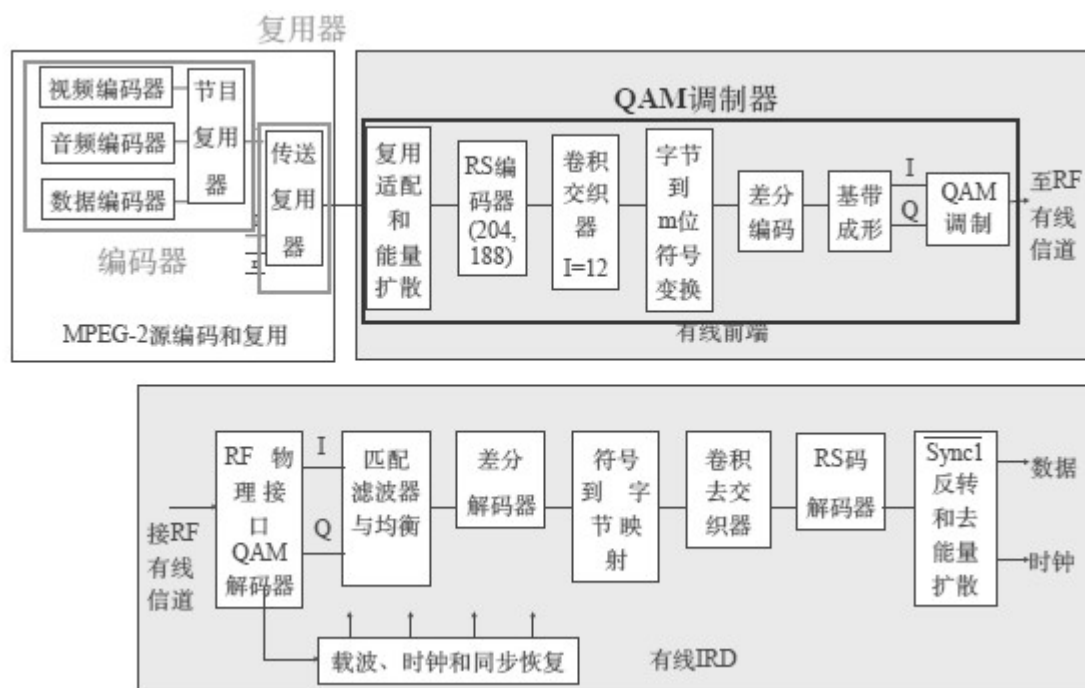 复用器
视频编码器
音频编码器
数据编码器
节目
复用
器
传送
复用
器
编码器
MPEG-2源编码和复用
QAM调制器
复用
适配
和
能量
扩散
RS编
码器
(204,
188)
卷积
交织
器
I=12
字节
到
m位
符号
变换
差分
编码
基带
成形
I
Q
QAM
调制
至RF
有线
信道
有线前端
接RF
有线
信道
RF 物
理接
口
QAM
解码器
I
Q
匹配
滤波器
与均衡
差分
解码器
符号
到 字
节映
射
卷积
去交
织器
RS码
解码器
Sync1
反转
和去
能量
扩散
数据
时钟
载波、时钟和同步恢复
有线IRD